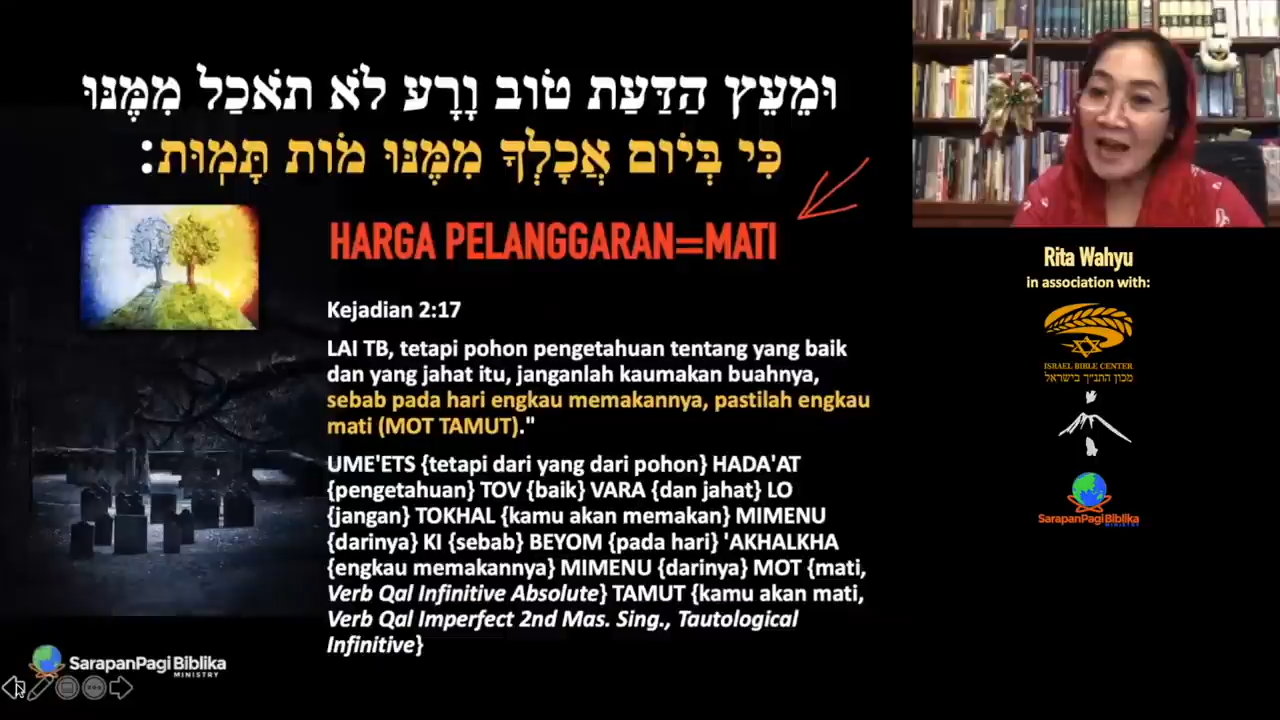 וּמֵעֵץ הַדַּעַת טוֹב וָרָע לֹא תֹאכַל מִמֶּנּוּ
כִּי בְּיוֹם אֲכָלְךָ מִמֶּנּוּ מוֹת תָּמֽוּת׃
HARGA PELANGGARAN=MATI
Kejadian 2:17
LAI TB, tetapi pohon pengetahuan tentang yang baik
dan yang jahat itu, janganlah kaumakan buahnya,
sebab pada hari engkau memakannya, pastilah engkau
mati (MOT TAMUT)."
UME'ETS {tetapi dari yang dari pohon} HADA'AT
{pengetahuan} TOV {baik} VARA {dan jahat} LO
{jangan} TOKHAL {kamu akan memakan} MIMENU
{darinya} KI {sebab} BEYOM {pada hari} 'AKHALKHA
{engkau memakannya} MIMENU {darinya} MOT {mati,
Verb Qal Infinitive Absolute} TAMUT {kamu akan mati,
Verb Qal Imperfect 2nd Mas. Sing., Tautological
Infinitive}
SarapanPagi Biblika
MINISTRY
Rita Wahyu
in association with:
ISRAEL BIBLE CENTER
מכון התנ״ך בישראל
SarapanPagi Biblika
MINISTRY